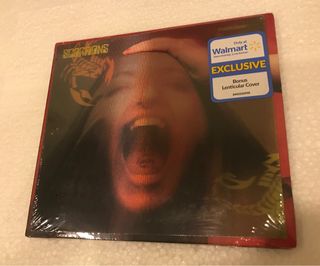 SCORPIONS
Only at
Walmart
EXCLUSIVE
Bonus
Lenticular Cover